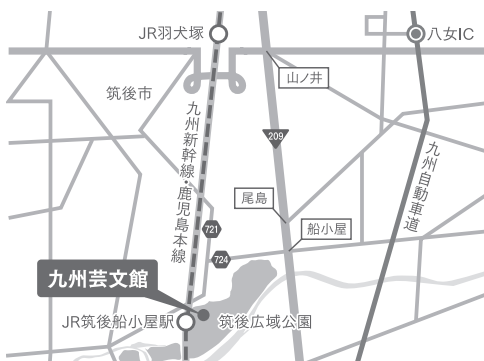 JR羽犬塚
八女IC
山ノ井
筑後市
九州新幹線・鹿児島本線
209
九州自動車道
尾島
721
船小屋
724
九州芸文館
JR筑後船小屋駅
筑後広域公園